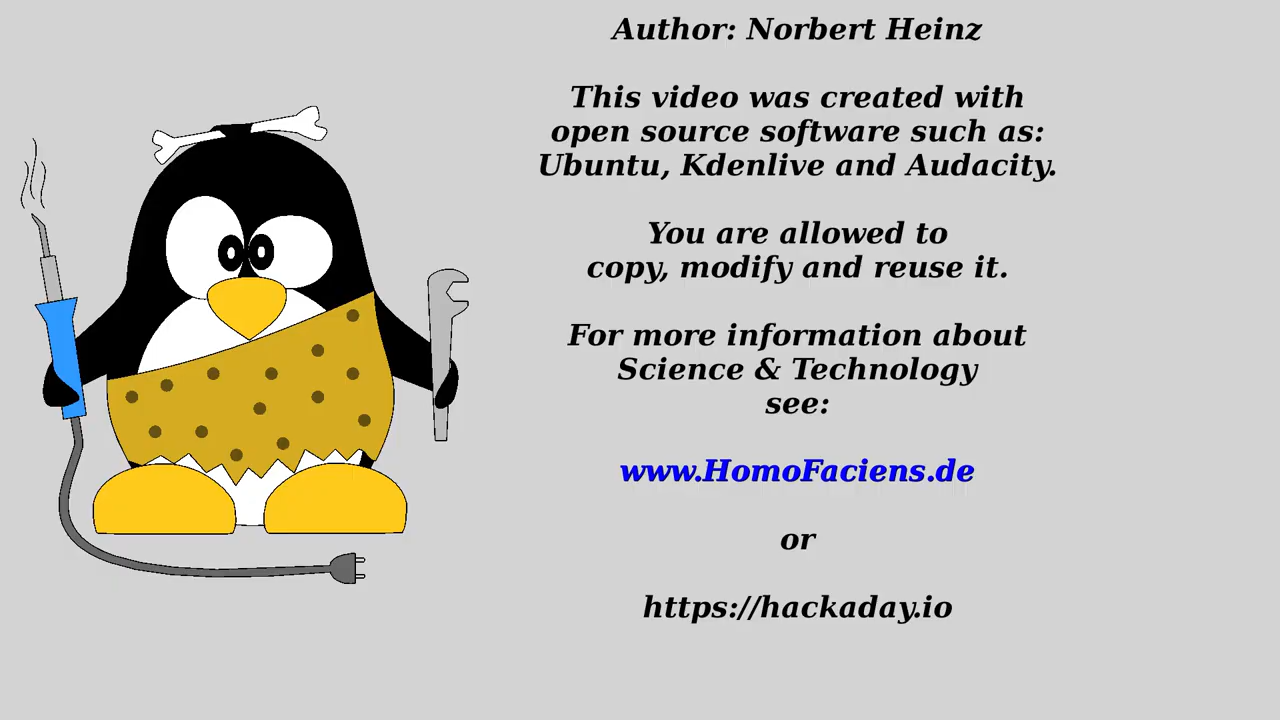 Author: Norbert Heinz
This video was created with
open source software such as:
Ubuntu, Kdenlive and Audacity.
You are allowed to
copy, modify and reuse it.
For more information about
Science & Technology
see:
www.HomoFaciens.de
or
https://hackaday.io